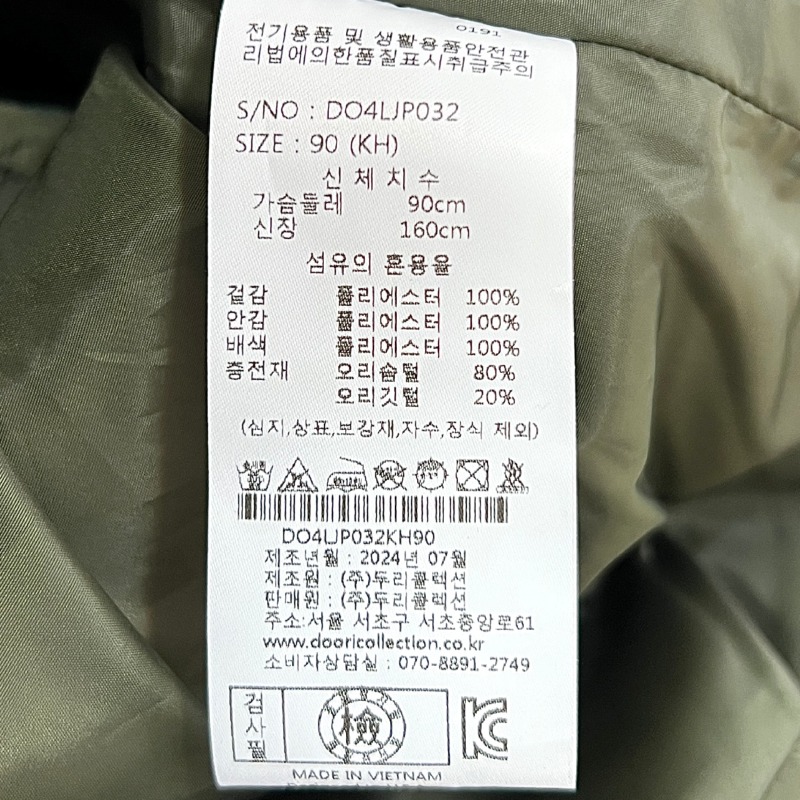 0191
전기용품 및 생활용품안전관
리법에의한품질표시취급주의
S/NO : DO4LJP032
SIZE : 90 (KH)
신 체 치 수
가슴둘레 90cm
신장 160cm
섬유의 혼용율
겉감 폴리에스터 100%
안감 폴리에스터 100%
배색 폴리에스터 100%
충전재 오리솜털 80%
오리깃털 20%
(심지,상표,보강재,자수,장식 제외)
DO4LJP032KH90
제조년월 : 2024년 07월
제조원 : (주)두리콜렉션
판매원 : (주)두리콜렉션
주소:서울 서초구 서초중앙로61
www.dooricollection.co.kr
소비자상담실 : 070-8891-2749
검사필
檢
KC
MADE IN VIETNAM